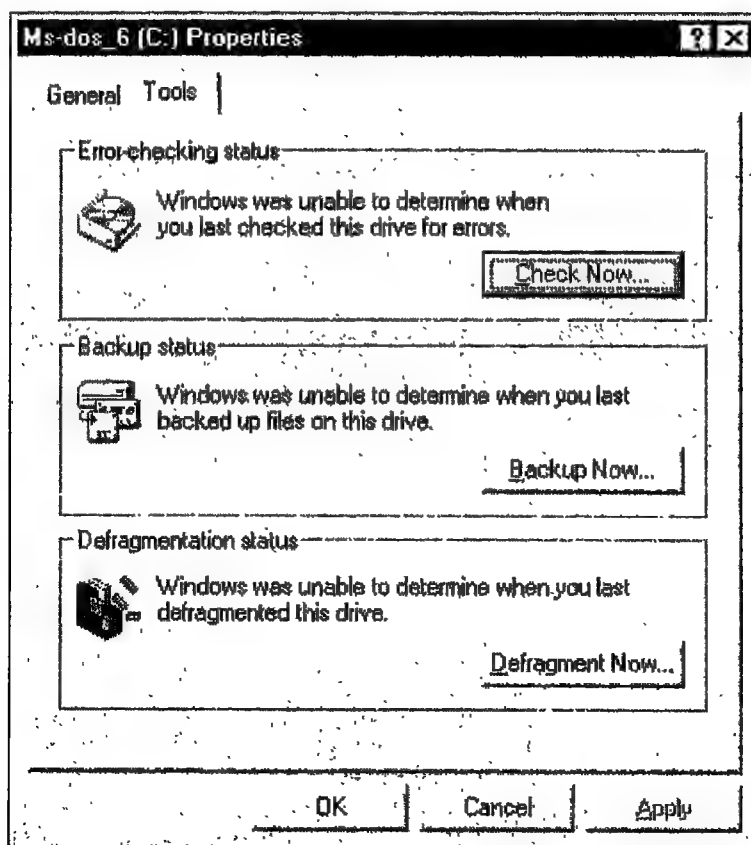 Ms-dos_6 (C:) Properties
General Tools
Error-checking status
Windows was unable to determine when
you last checked this drive for errors.
Check Now...
Backup status
Windows was unable to determine when you last
backed up files on this drive.
Backup Now...
Defragmentation status
Windows was unable to determine when you last
defragmented this drive.
Defragment Now...
OK Cancel Apply